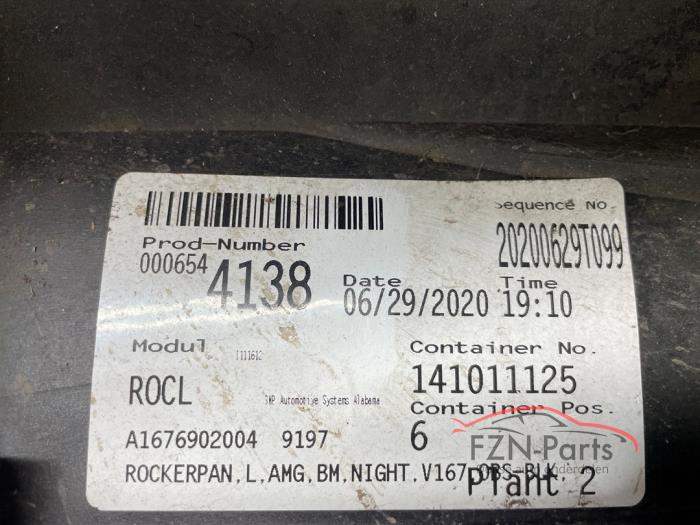 Sequence No.
20200629T099
Prod-Number
000654 4138
Date Time
06/29/2020 19:10
Modul 1111612
Container No.
ROCL Automotive Systems Alabama 141011125
Container Pos.
A1676902004 9197 6
ROCKERPAN,L,AMG,BM,NIGHT,V167
Plant 2
FZN-Parts